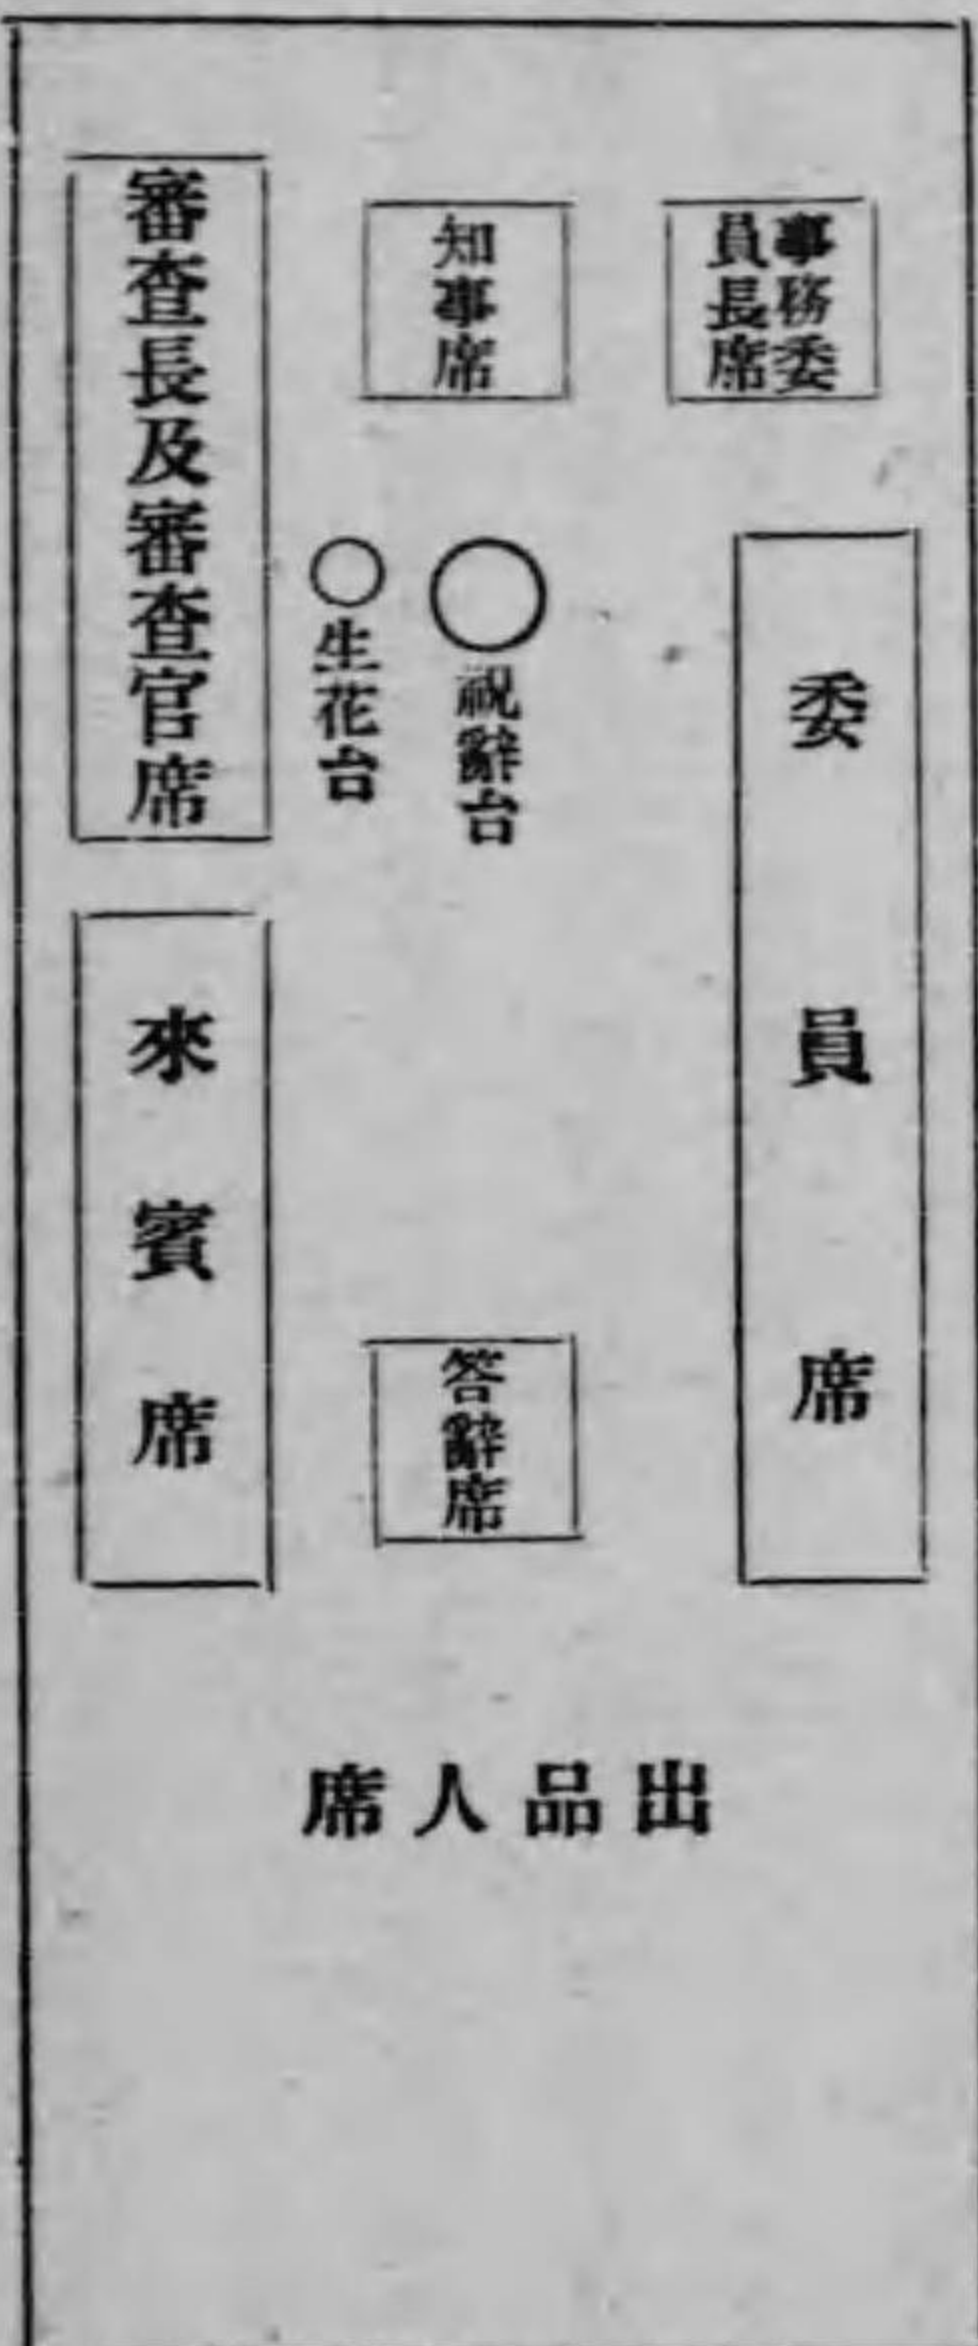 事務委
員長席
知事席
審査長及審査官席
委員席
祝辭台
生花台
來賓席
答辭席
出品人席